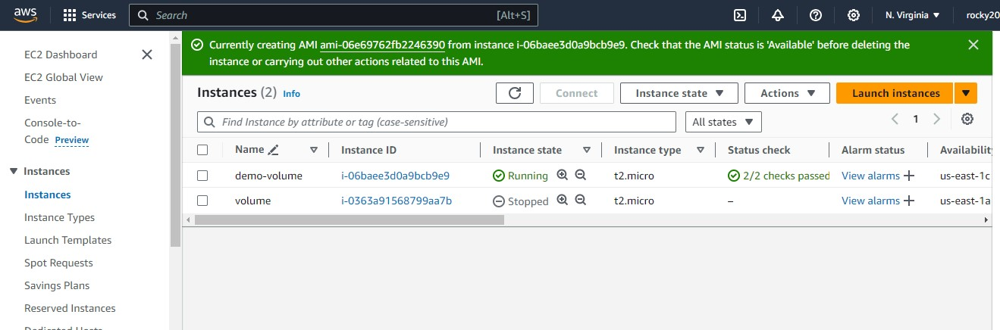 aws Services Search [Alt+S] N. Virginia rocky20
EC2 Dashboard
EC2 Global View
Events
Console-to-
Code Preview
Instances
Instances
Instance Types
Launch Templates
Spot Requests
Savings Plans
Reserved Instances
Dedicated Hosts
Currently creating AMI ami-06e69762fb2246390 from instance i-06baee3d0a9bcb9e9. Check that the AMI status is 'Available' before deleting the
instance or carrying out other actions related to this AMI.
Instances (2) Info Connect Instance state Actions Launch instances
Find Instance by attribute or tag (case-sensitive) All states 1
Name Instance ID Instance state Instance type Status check Alarm status Availability
demo-volume i-06baee3d0a9bcb9e9 Running t2.micro 2/2 checks passed View alarms + us-east-1c
volume i-0363a91568799aa7b Stopped t2.micro – View alarms + us-east-1a